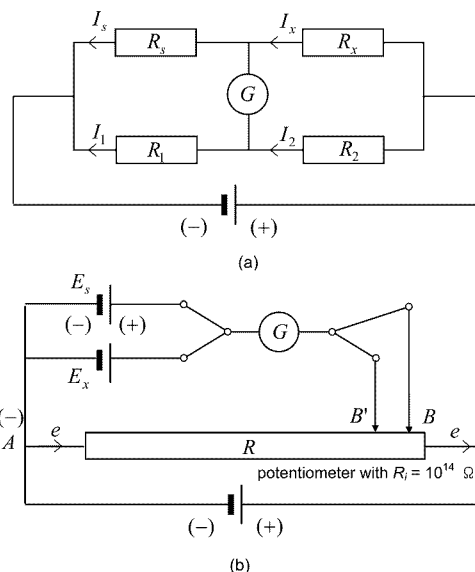 I_s I_x
R_s R_x
G
I_1 I_2
R_1 R_2
(−) (+)
(a)
E_s
(−) (+) G
E_x
(−) B' B
A e R e
potentiometer with R_i = 10^14 Ω
(−) (+)
(b)